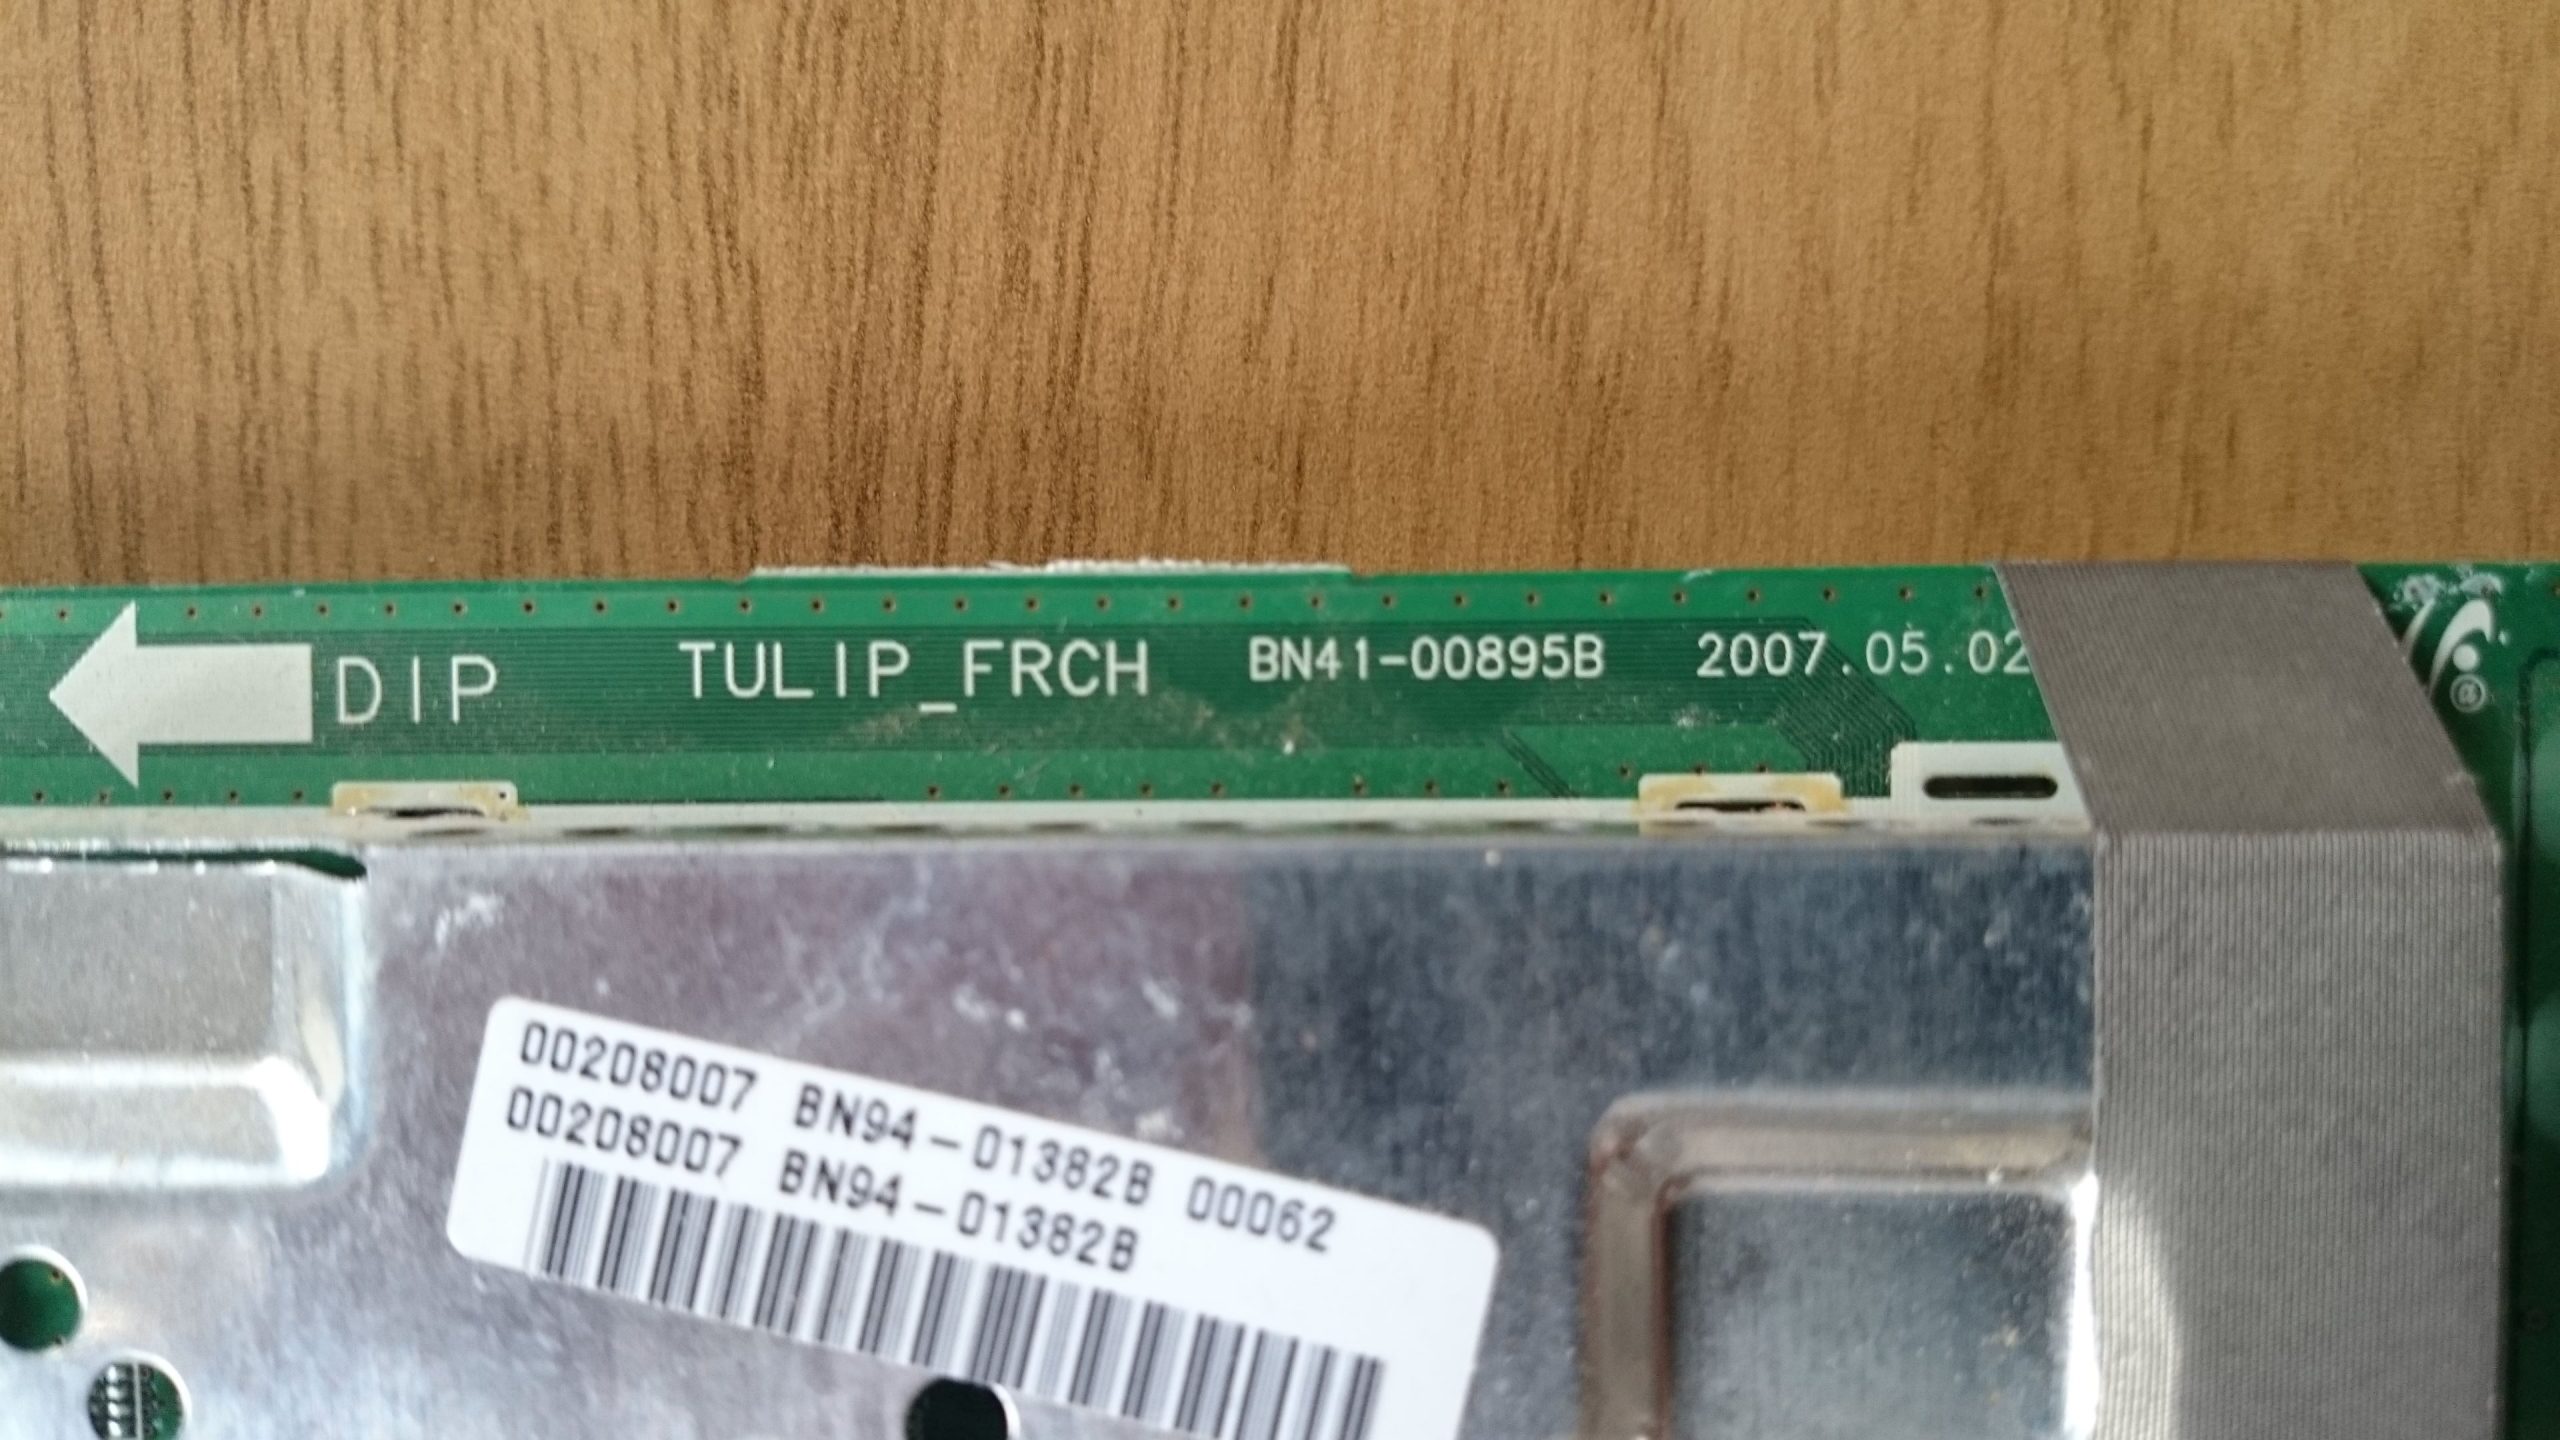 DIP TULIP_FRCH BN41-00895B 2007.05.02
00208007 BN94-01382B 00062
00208007 BN94-01382B